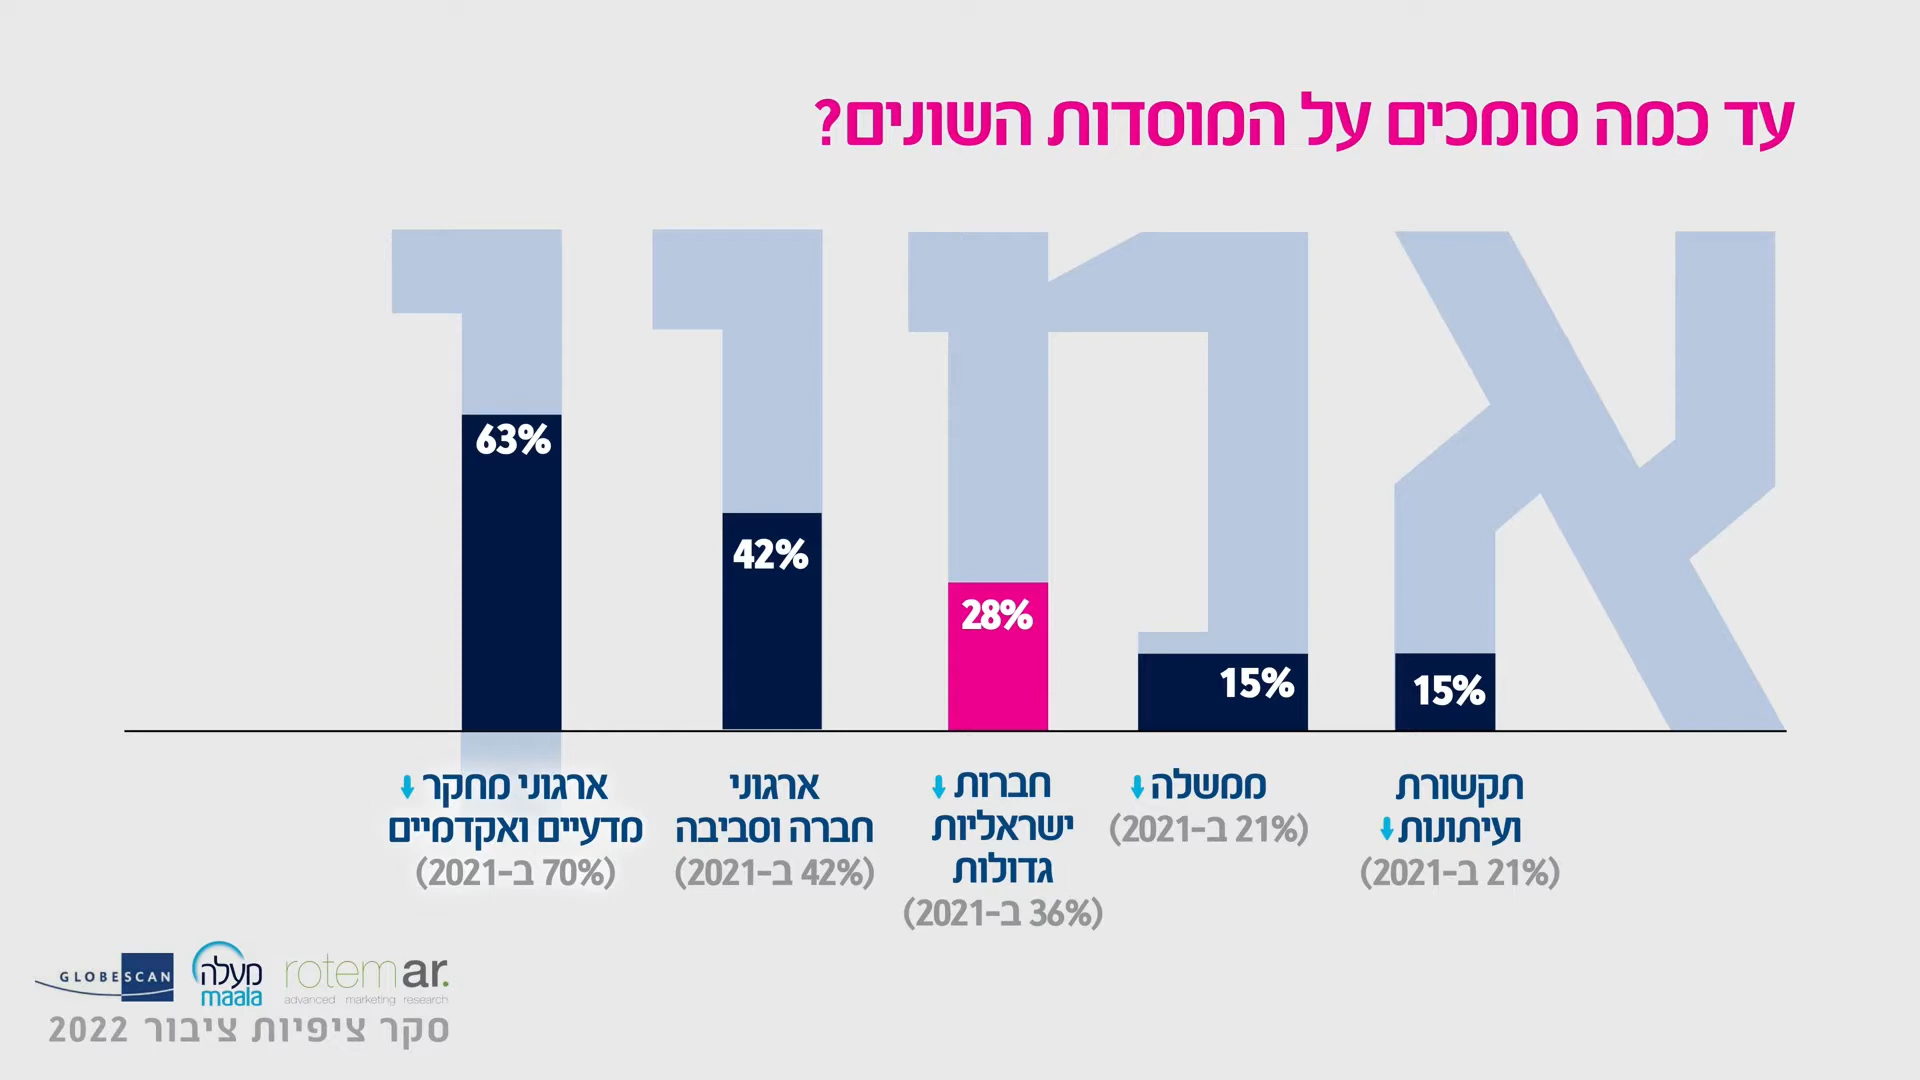 עד כמה סומכים על המוסדות השונים?
אמון
15%
15%
28%
42%
63%
תקשורת
ועיתונות
(21% ב-2021)
ממשלה
(21% ב-2021)
חברות
ישראליות
גדולות
(36% ב-2021)
ארגוני
חברה וסביבה
(42% ב-2021)
ארגוני מחקר
מדעיים ואקדמיים
(70% ב-2021)
GLOBESCAN
מעלה
maala
rotemar.
advanced marketing research
סקר ציפיות ציבור 2022